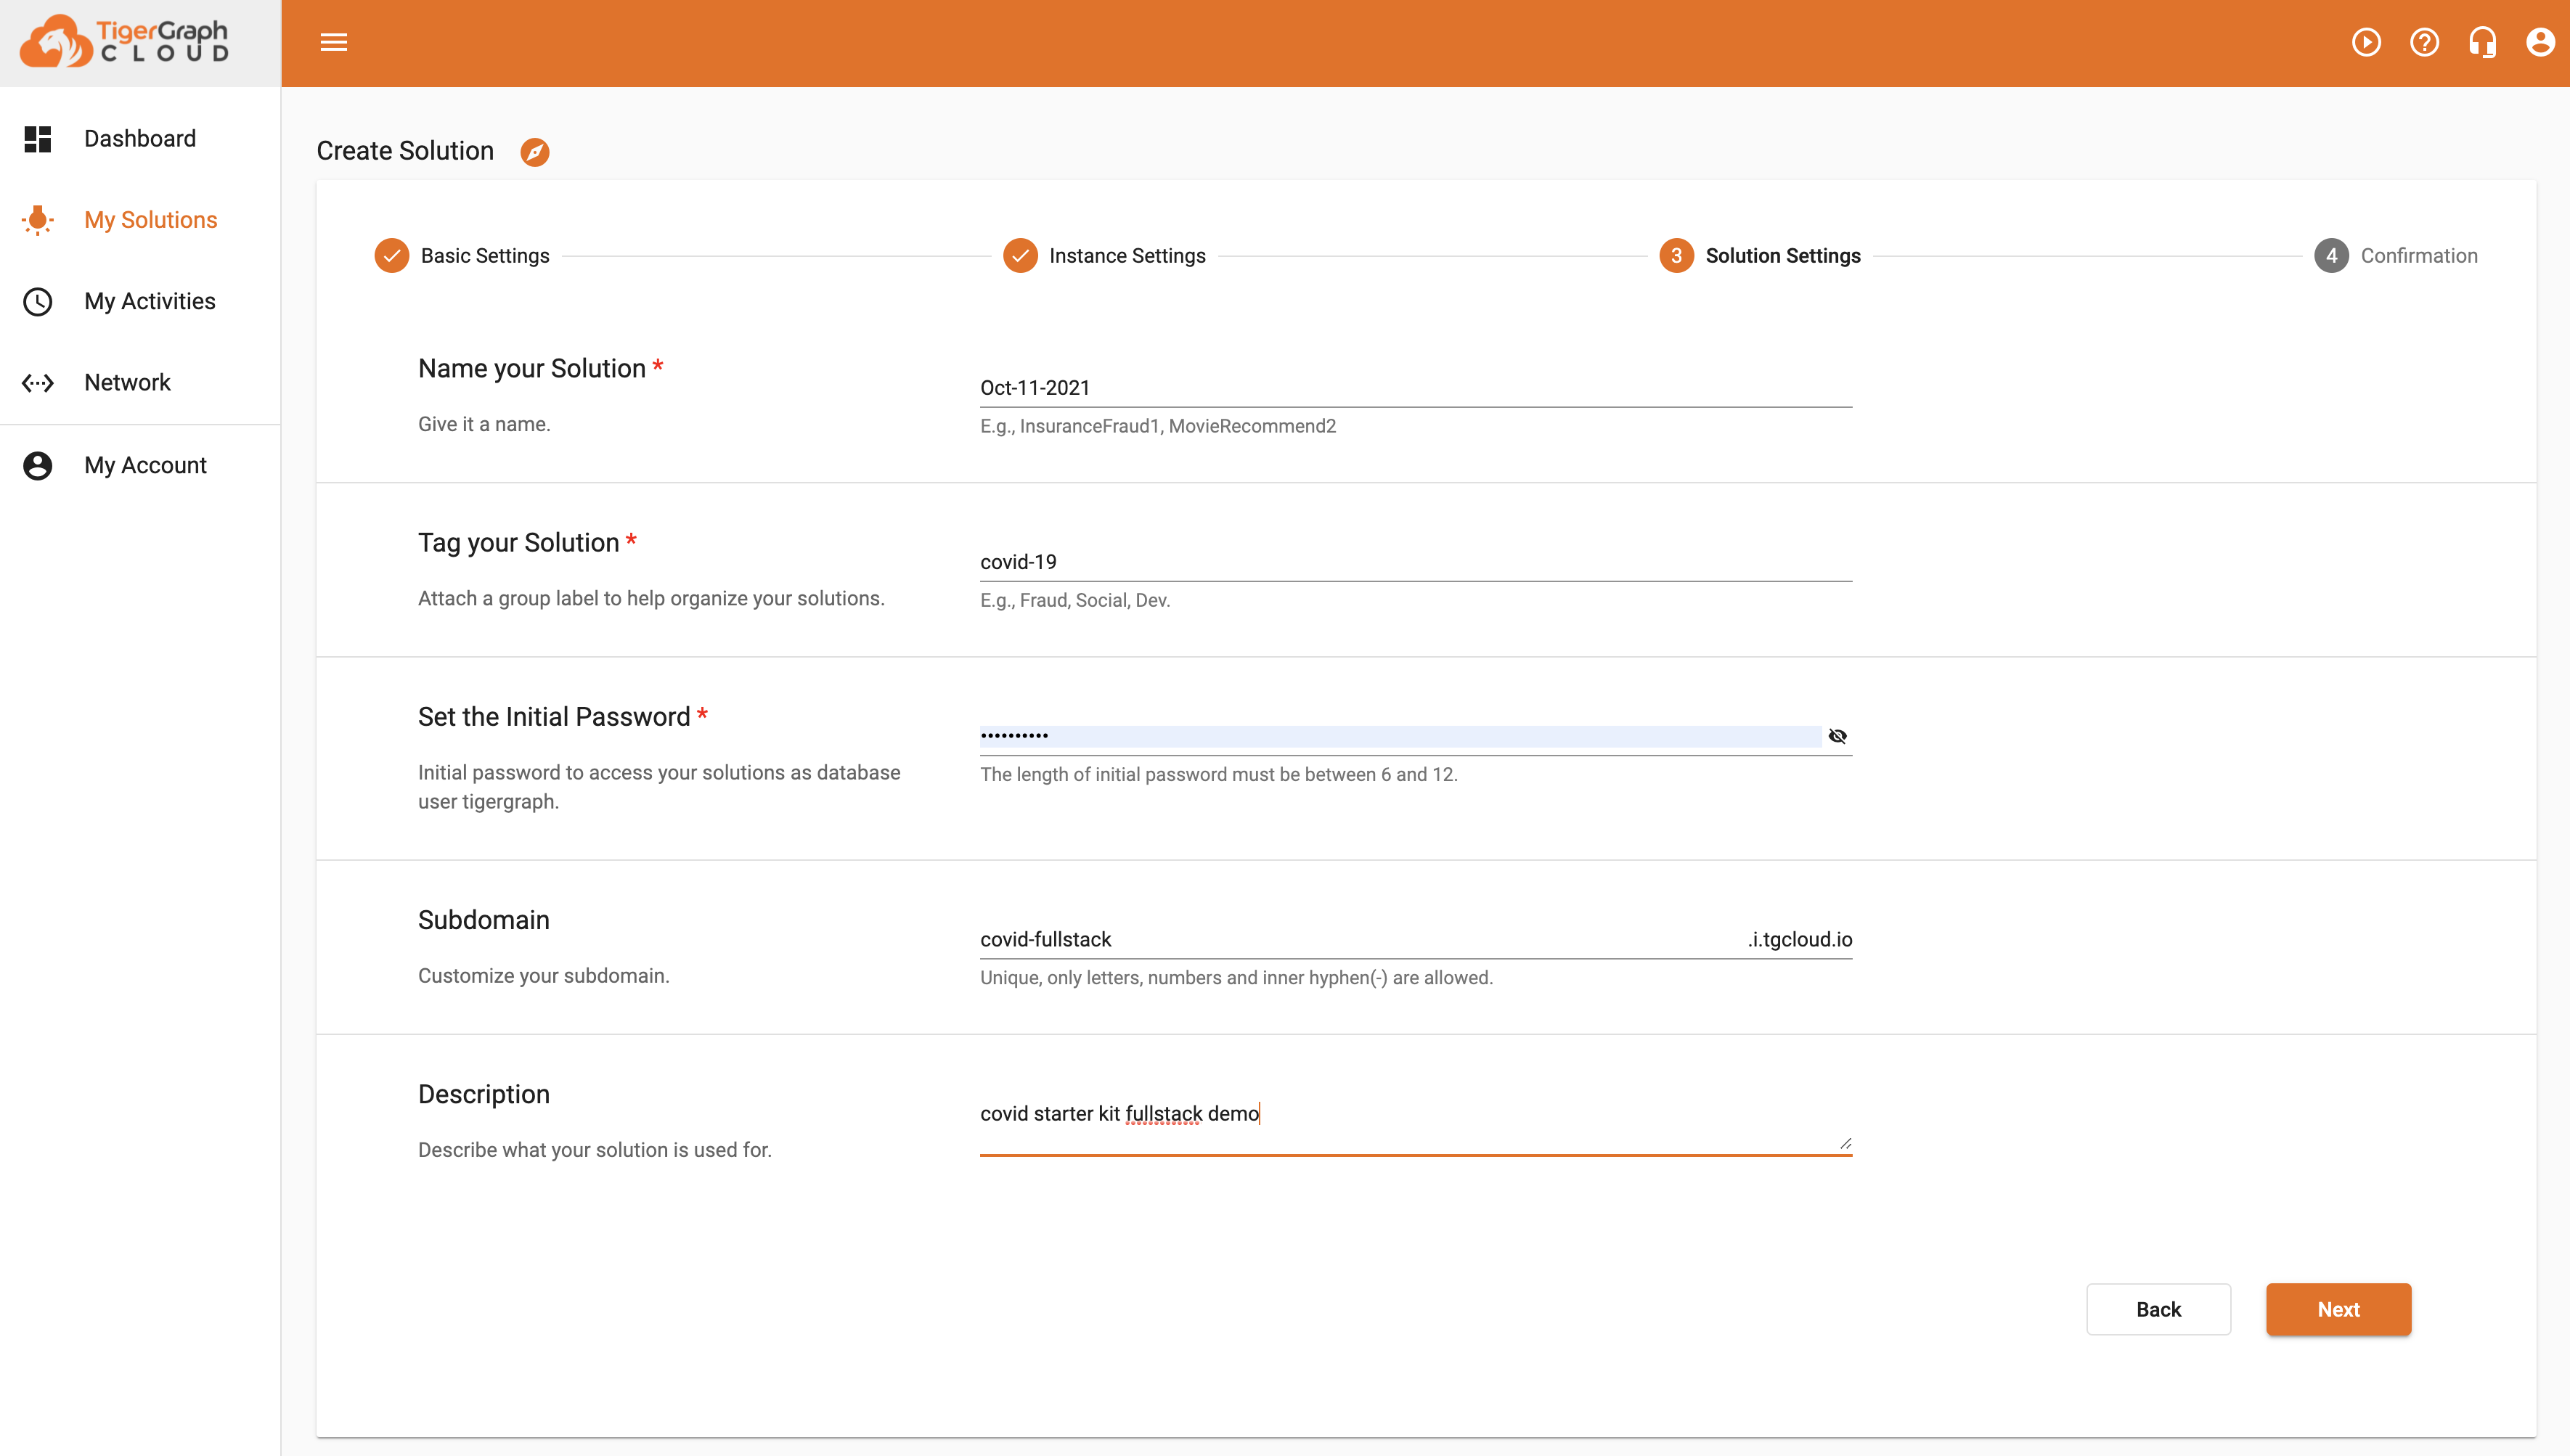 TigerGraph
CLOUD
Dashboard
My Solutions
My Activities
Network
My Account
Create Solution
Basic Settings
Instance Settings
3 Solution Settings
4 Confirmation
Name your Solution *
Give it a name.
Oct-11-2021
E.g., InsuranceFraud1, MovieRecommend2
Tag your Solution *
Attach a group label to help organize your solutions.
covid-19
E.g., Fraud, Social, Dev.
Set the Initial Password *
Initial password to access your solutions as database
user tigergraph.
••••••••••
The length of initial password must be between 6 and 12.
Subdomain
Customize your subdomain.
covid-fullstack .i.tgcloud.io
Unique, only letters, numbers and inner hyphen(-) are allowed.
Description
Describe what your solution is used for.
covid starter kit fullstack demo
Back Next